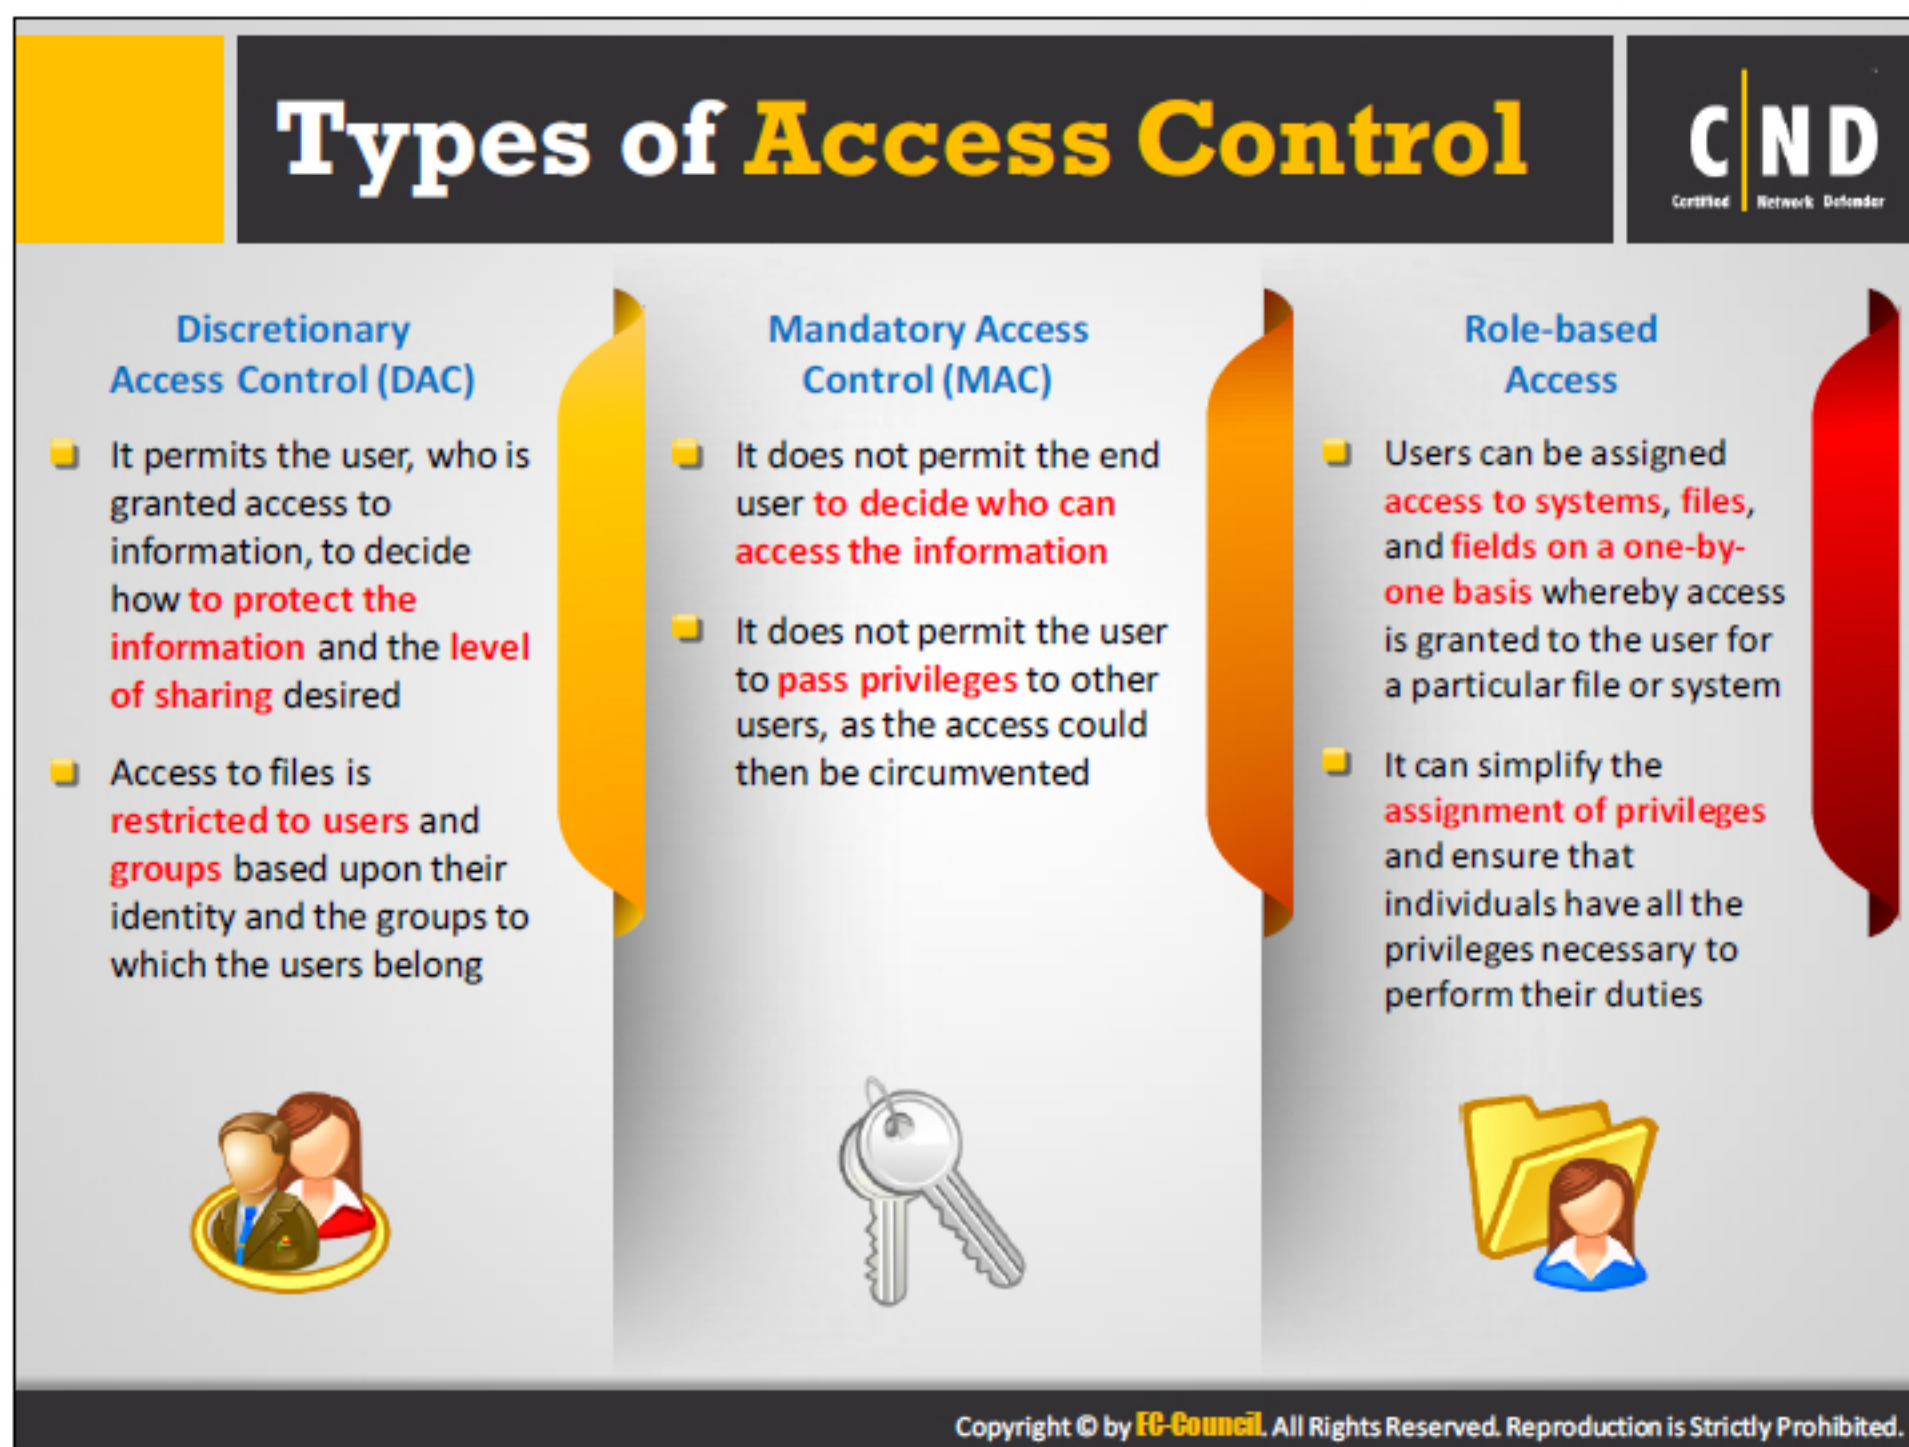 Types of Access Control
C N D
Certified Network Defender
Discretionary
Access Control (DAC)
It permits the user, who is
granted access to
information, to decide
how to protect the
information and the level
of sharing desired
Access to files is
restricted to users and
groups based upon their
identity and the groups to
which the users belong
Mandatory Access
Control (MAC)
It does not permit the end
user to decide who can
access the information
It does not permit the user
to pass privileges to other
users, as the access could
then be circumvented
Role-based
Access
Users can be assigned
access to systems, files,
and fields on a one-by-
one basis whereby access
is granted to the user for
a particular file or system
It can simplify the
assignment of privileges
and ensure that
individuals have all the
privileges necessary to
perform their duties
Copyright © by EC-Council. All Rights Reserved. Reproduction is Strictly Prohibited.